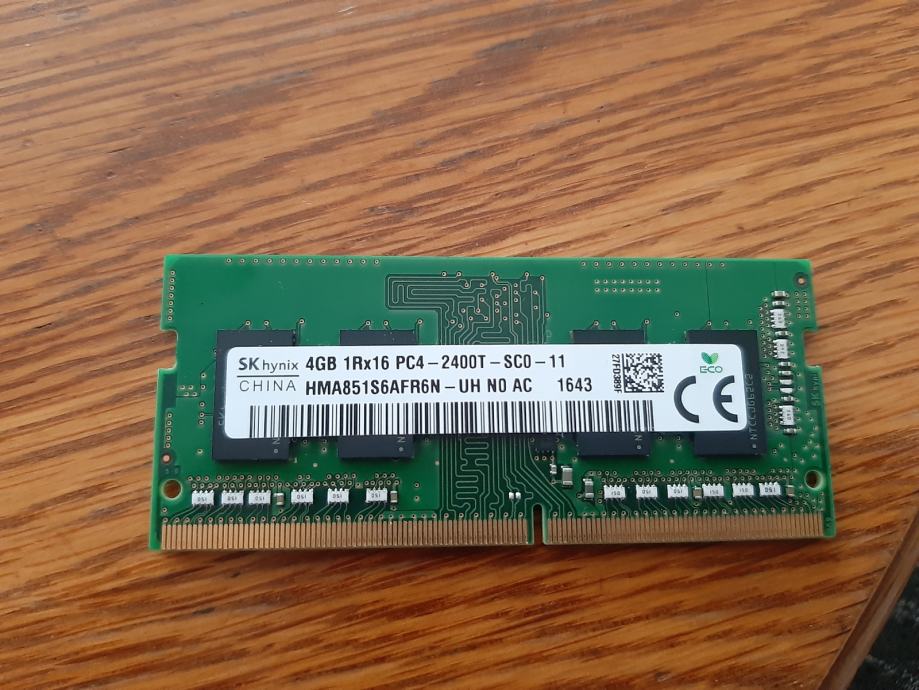 SK hynix 4GB 1Rx16 PC4-2400T-SC0-11
CHINA HMA851S6AFR6N-UH N0 AC 1643
ECO
CE